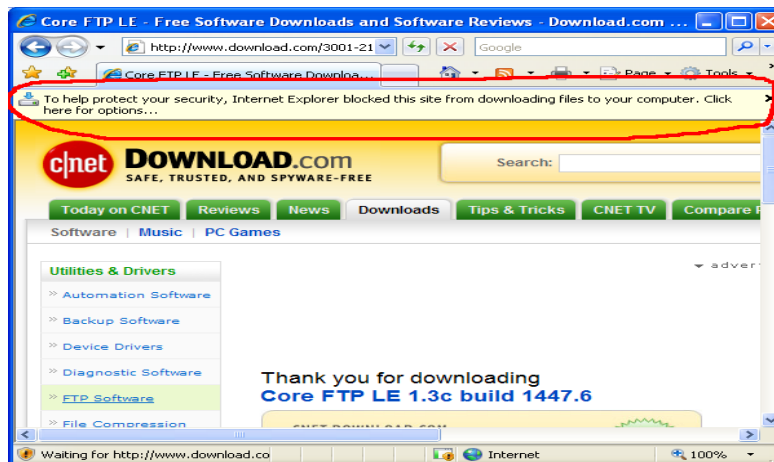 Core FTP LE - Free Software Downloads and Software Reviews - Download.com ...
http://www.download.com/3001-21
Google
Core FTP LE - Free Software Downloa...
Page
Tools
To help protect your security, Internet Explorer blocked this site from downloading files to your computer. Click
here for options...
c|net DOWNLOAD.com
SAFE, TRUSTED, AND SPYWARE-FREE
Search:
Today on CNET Reviews News Downloads Tips & Tricks CNET TV Compare
Software | Music | PC Games
Utilities & Drivers
adver
» Automation Software
» Backup Software
» Device Drivers
» Diagnostic Software
» FTP Software
» File Compression
Thank you for downloading
Core FTP LE 1.3c build 1447.6
CNET DOWNLOAD.COM
Waiting for http://www.download.co
Internet
100%